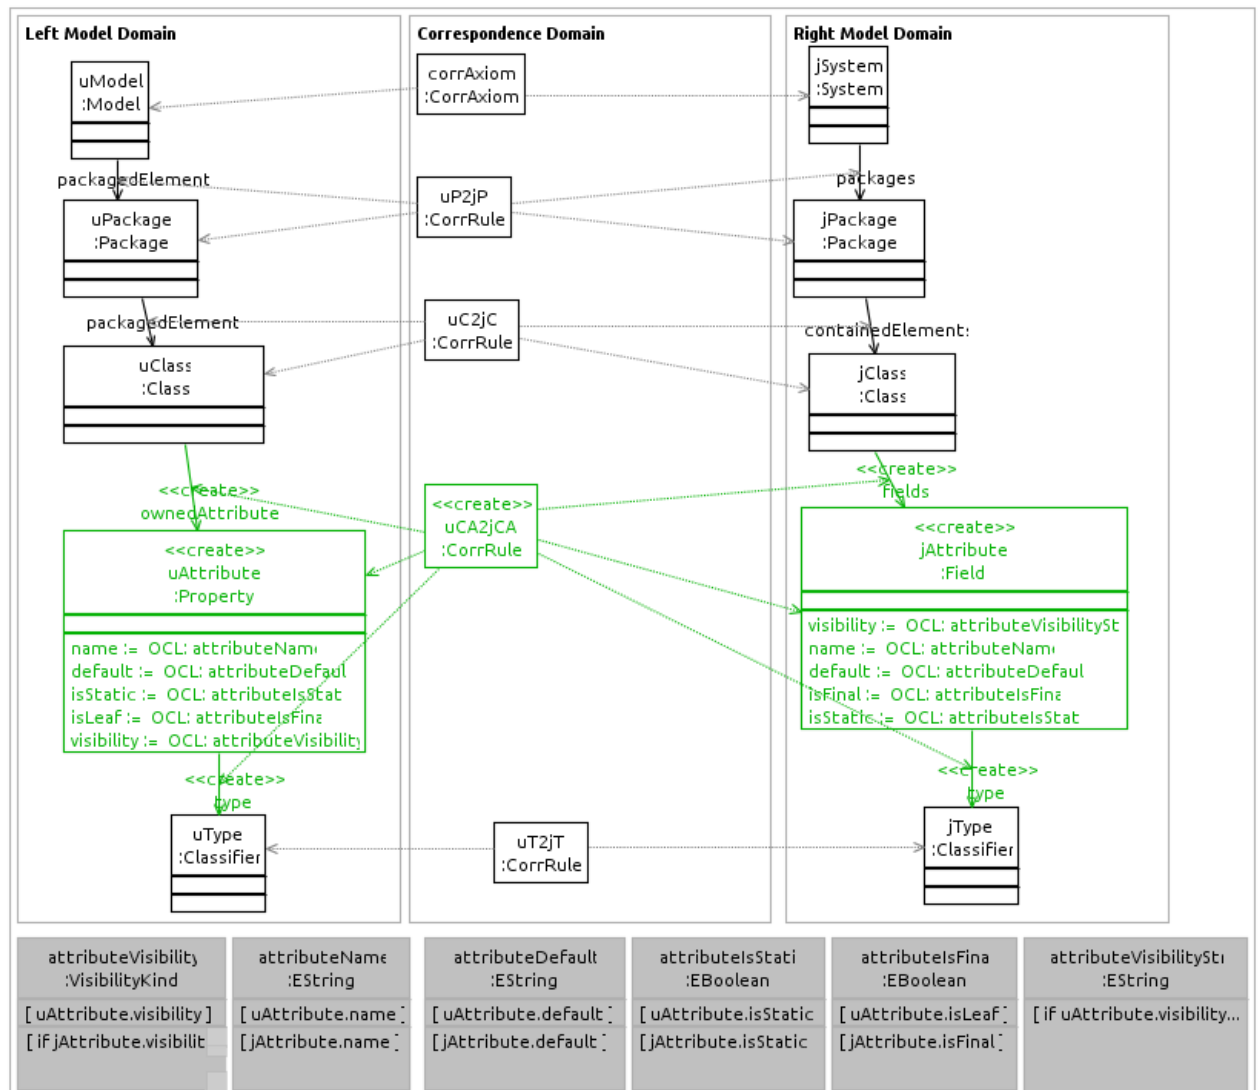 Left Model Domain
Correspondence Domain
Right Model Domain
uModel
:Model
corrAxiom
:CorrAxiom
jSystem
:System
packagedElement
packages
uP2jP
:CorrRule
uPackage
:Package
jPackage
:Package
packagedElement
containedElement:
uC2jC
:CorrRule
uClass
:Class
jClass
:Class
<<create>>
ownedAttribute
<<create>>
fields
<<create>>
uCA2jCA
:CorrRule
<<create>>
uAttribute
:Property
name := OCL: attributeName
default := OCL: attributeDefaul
isStatic := OCL: attributeIsStat
isLeaf := OCL: attributeIsFina
visibility := OCL: attributeVisibility
<<create>>
jAttribute
:Field
visibility := OCL: attributeVisibilitySt
name := OCL: attributeName
default := OCL: attributeDefaul
isFinal := OCL: attributeIsFina
isStatic := OCL: attributeIsStat
<<create>>
type
<<create>>
type
uType
:Classifier
uT2jT
:CorrRule
jType
:Classifier
attributeVisibility
:VisibilityKind
[ uAttribute.visibility ]
[ if jAttribute.visibilit
attributeName
:EString
[ uAttribute.name ]
[ jAttribute.name ]
attributeDefault
:EString
[ uAttribute.default ]
[ jAttribute.default ]
attributeIsStati
:EBoolean
[ uAttribute.isStatic
[ jAttribute.isStatic
attributeIsFina
:EBoolean
[ uAttribute.isLeaf ]
[ jAttribute.isFinal ]
attributeVisibilityStr
:EString
[ if uAttribute.visibility...